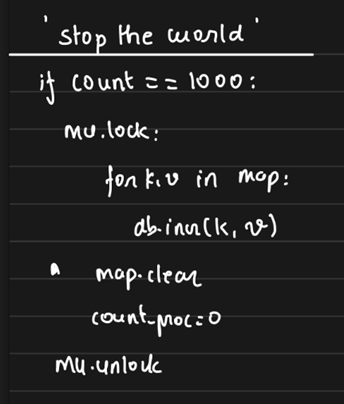 'stop the world'
if count == 1000:
mu.lock:
for k,v in map:
db.incr(k, v)
map.clear
count_proc=0
mu.unlock